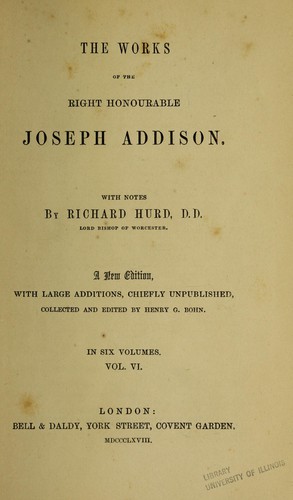 THE WORKS
OF THE
RIGHT HONOURABLE
JOSEPH ADDISON.
WITH NOTES
BY RICHARD HURD, D.D.
LORD BISHOP OF WORCESTER.
A New Edition,
WITH LARGE ADDITIONS, CHIEFLY UNPUBLISHED,
COLLECTED AND EDITED BY HENRY G. BOHN.
IN SIX VOLUMES.
VOL. VI.
LONDON:
BELL & DALDY, YORK STREET, COVENT GARDEN.
MDCCCLXVIII.
LIBRARY
UNIVERSITY OF ILLINOIS